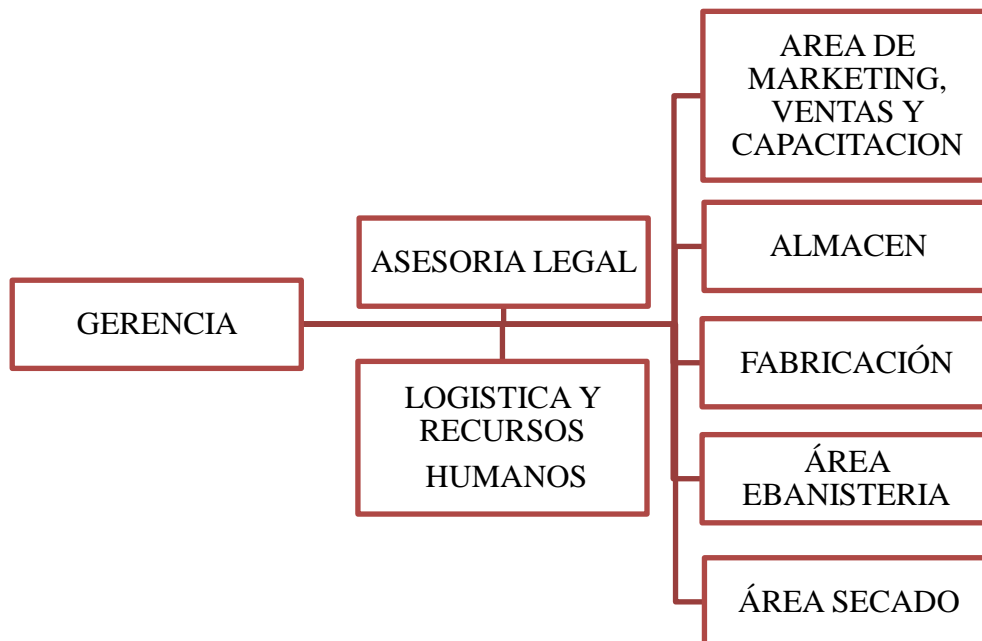 GERENCIA
ASESORIA LEGAL
LOGISTICA Y
RECURSOS
HUMANOS
AREA DE
MARKETING,
VENTAS Y
CAPACITACION
ALMACEN
FABRICACIÓN
ÁREA
EBANISTERIA
ÁREA SECADO